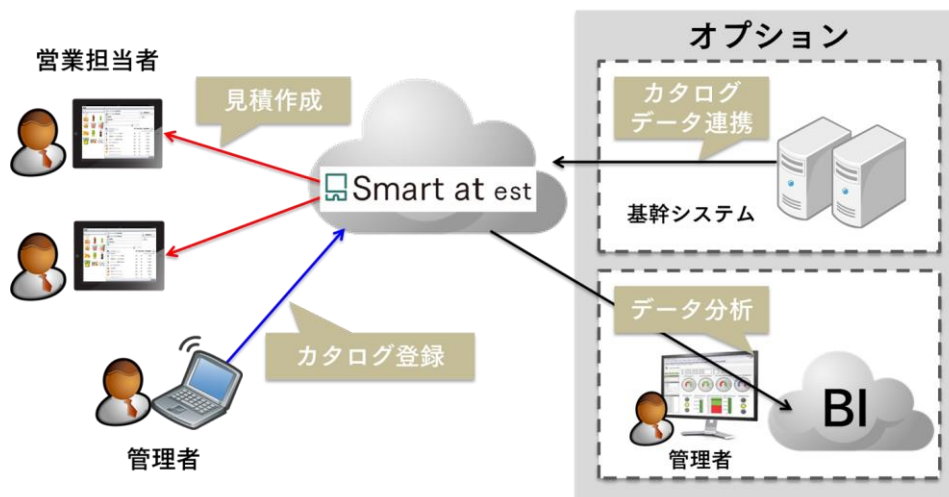 オプション
営業担当者
見積作成
カタログ
データ連携
Smart at est
基幹システム
データ分析
カタログ登録
BI
管理者
管理者